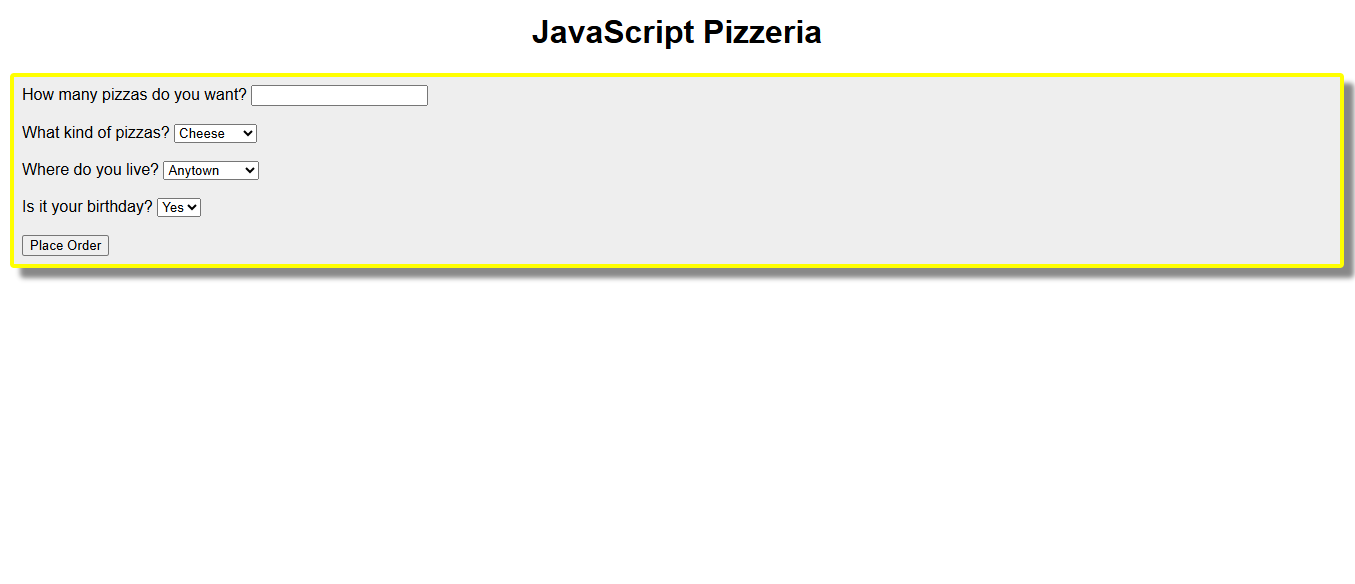 JavaScript Pizzeria
How many pizzas do you want?
What kind of pizzas? Cheese
Where do you live? Anytown
Is it your birthday? Yes
Place Order